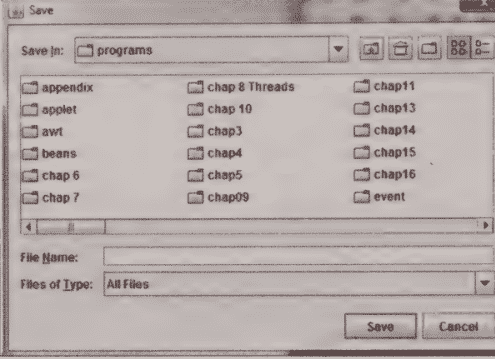 Save
Save In: programs
appendix
applet
awt
beans
chap 6
chap 7
chap 8 Threads
chap 10
chap3
chap4
chap5
chap09
chap11
chap13
chap14
chap15
chap16
event
File Name:
Files of Type: All Files
Save Cancel